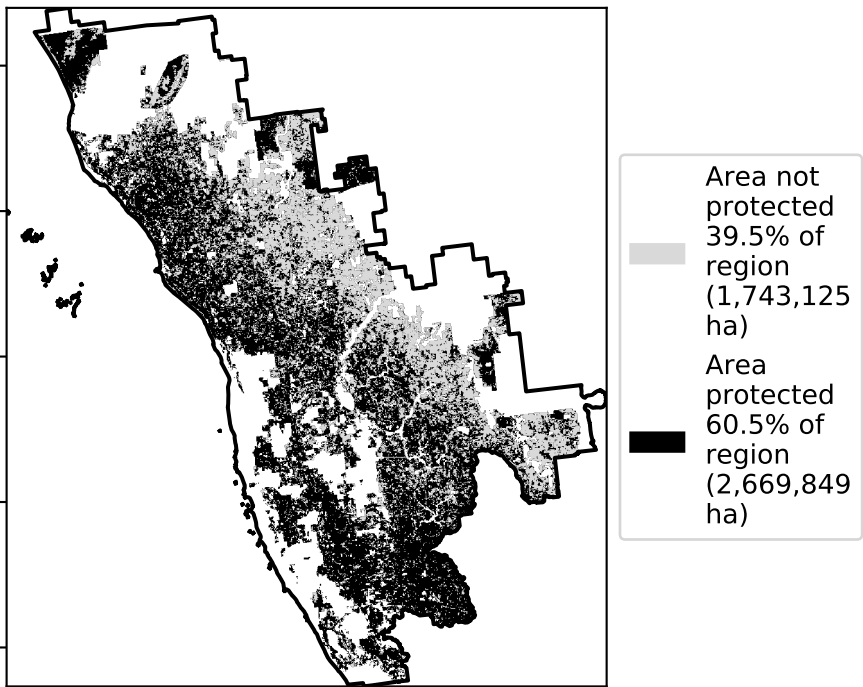 Area not
protected
39.5% of
region
(1,743,125
ha)
Area
protected
60.5% of
region
(2,669,849
ha)